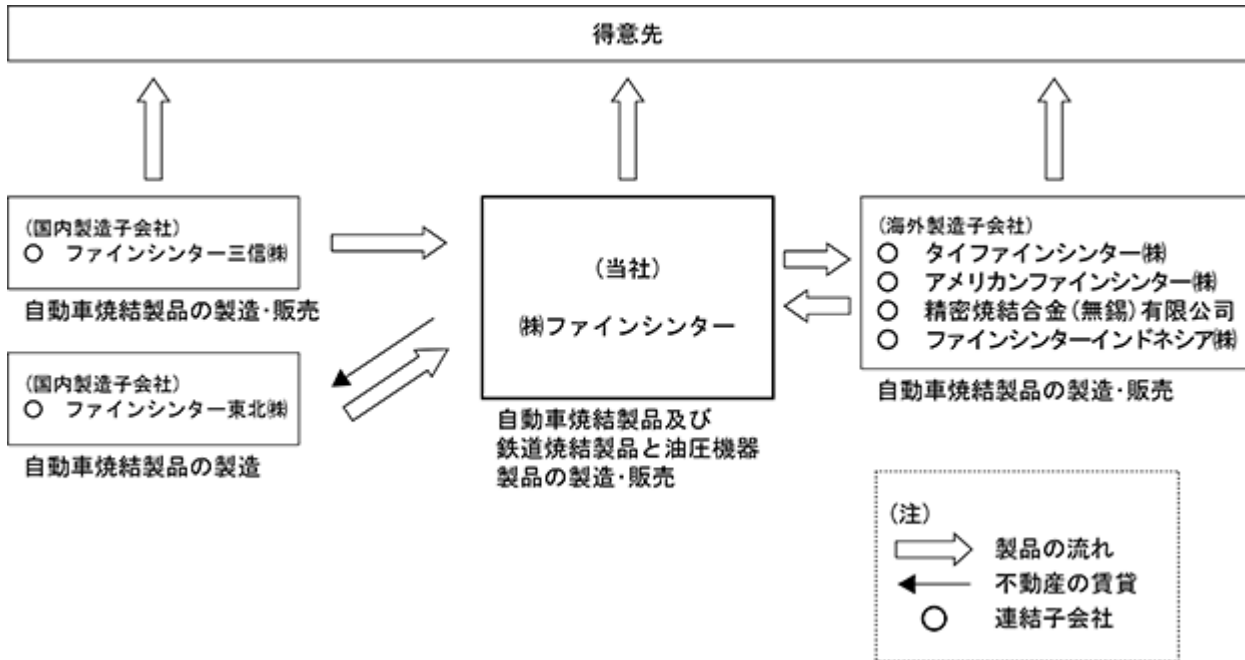 得意先
(国内製造子会社)
○ ファインシンター三信㈱
自動車焼結製品の製造・販売
(国内製造子会社)
○ ファインシンター東北㈱
自動車焼結製品の製造
(当社)
㈱ファインシンター
自動車焼結製品及び
鉄道焼結製品と油圧機器
製品の製造・販売
(海外製造子会社)
○ タイファインシンター㈱
○ アメリカンファインシンター㈱
○ 精密焼結合金(無錫)有限公司
○ ファインシンターインドネシア㈱
自動車焼結製品の製造・販売
(注)
製品の流れ
不動産の賃貸
○ 連結子会社